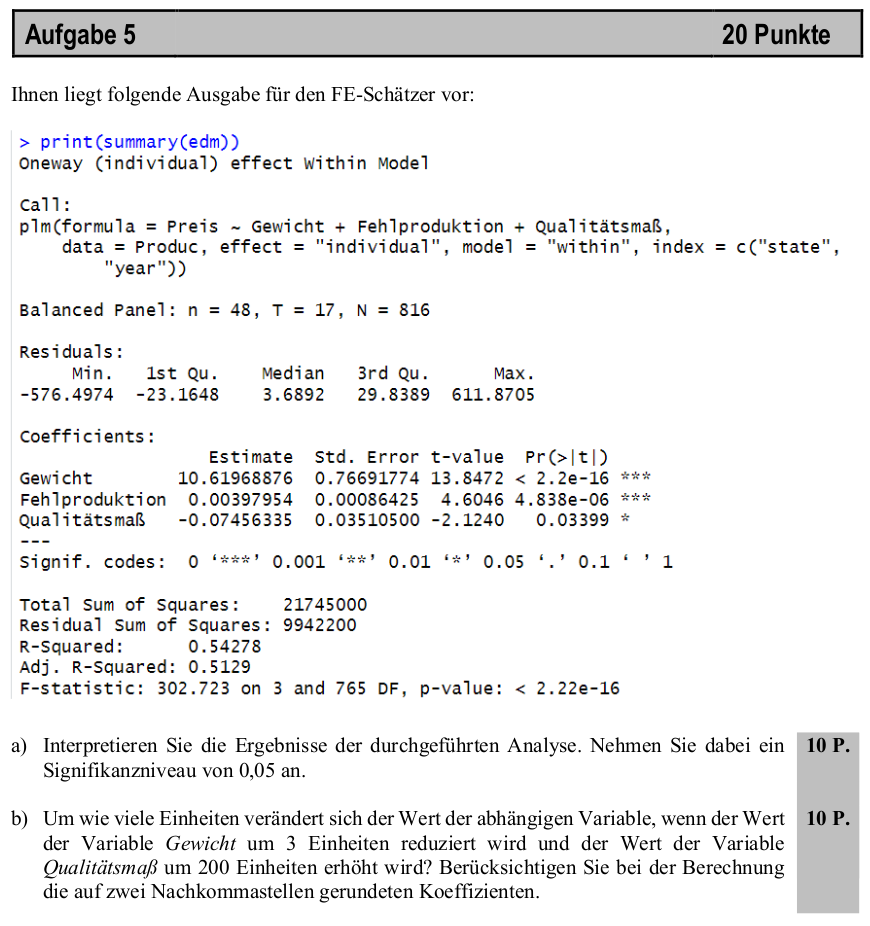 Aufgabe 5 20 Punkte
Ihnen liegt folgende Ausgabe für den FE-Schätzer vor:
> print(summary(edm))
Oneway (individual) effect Within Model
Call:
plm(formula = Preis ~ Gewicht + Fehlproduktion + Qualitätsmaß,
data = Produc, effect = "individual", model = "within", index = c("state",
"year"))
Balanced Panel: n = 48, T = 17, N = 816
Residuals:
Min. 1st Qu. Median 3rd Qu. Max.
-576.4974 -23.1648 3.6892 29.8389 611.8705
Coefficients:
Estimate Std. Error t-value Pr(>|t|)
Gewicht 10.61968876 0.76691774 13.8472 < 2.2e-16 ***
Fehlproduktion 0.00397954 0.00086425 4.6046 4.838e-06 ***
Qualitätsmaß -0.07456335 0.03510500 -2.1240 0.03399 *
---
Signif. codes: 0 ‘***’ 0.001 ‘**’ 0.01 ‘*’ 0.05 ‘.’ 0.1 ‘ ’ 1
Total Sum of Squares: 21745000
Residual Sum of Squares: 9942200
R-Squared: 0.54278
Adj. R-Squared: 0.5129
F-statistic: 302.723 on 3 and 765 DF, p-value: < 2.22e-16
a) Interpretieren Sie die Ergebnisse der durchgeführten Analyse. Nehmen Sie dabei ein 10 P.
Signifikanzniveau von 0,05 an.
b) Um wie viele Einheiten verändert sich der Wert der abhängigen Variable, wenn der Wert 10 P.
der Variable Gewicht um 3 Einheiten reduziert wird und der Wert der Variable
Qualitätsmaß um 200 Einheiten erhöht wird? Berücksichtigen Sie bei der Berechnung
die auf zwei Nachkommastellen gerundeten Koeffizienten.